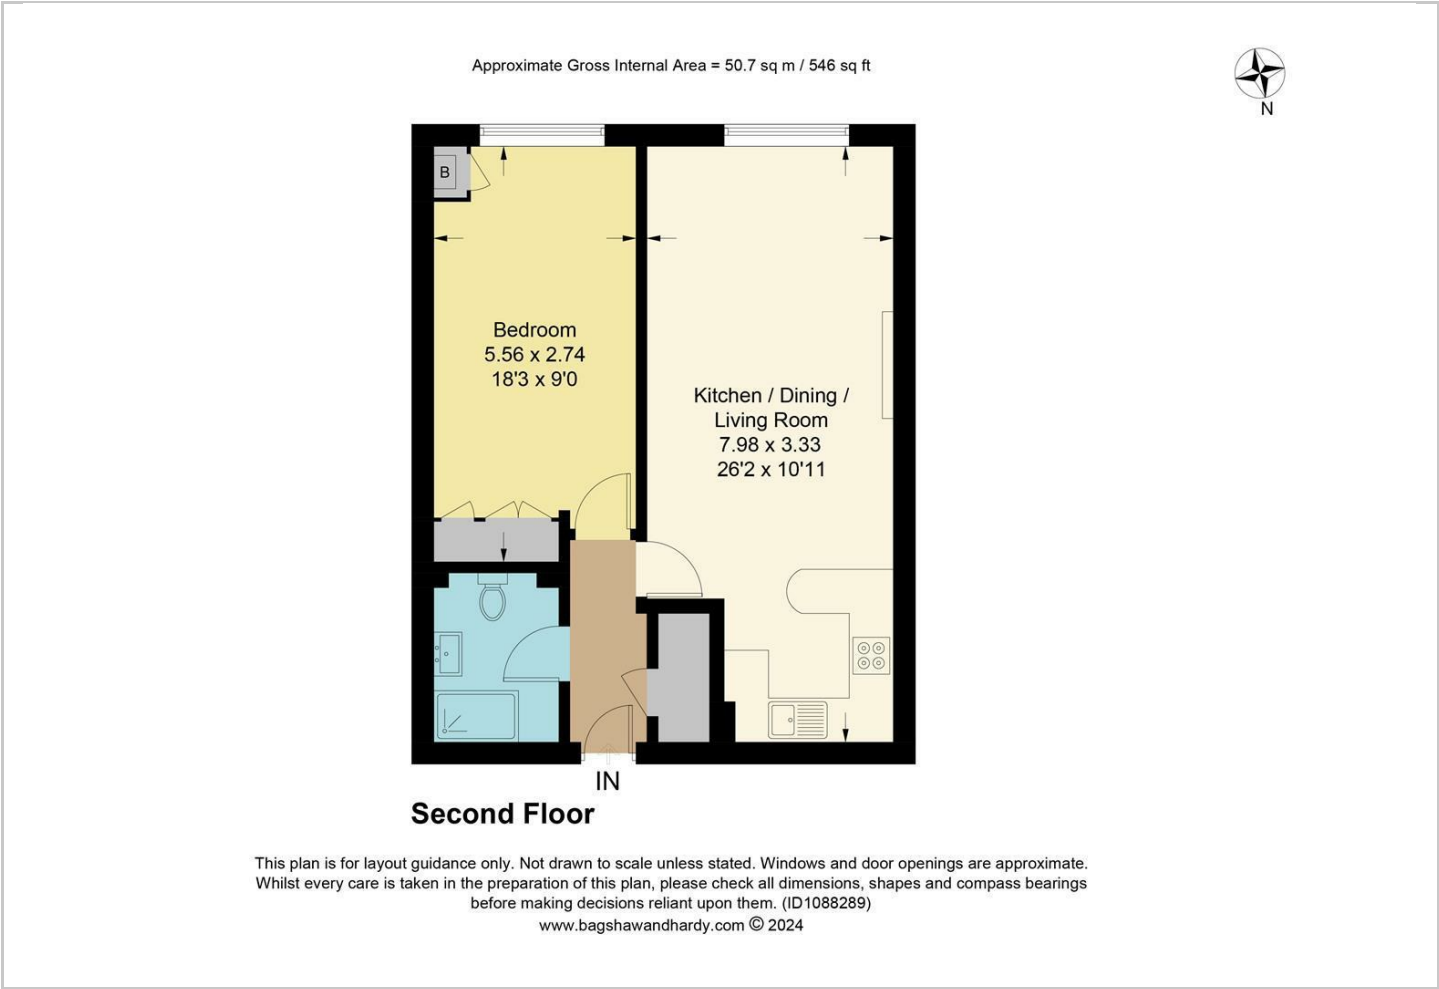 Approximate Gross Internal Area = 50.7 sq m / 546 sq ft
N
B
Bedroom
5.56 x 2.74
18'3 x 9'0
Kitchen / Dining /
Living Room
7.98 x 3.33
26'2 x 10'11
IN
Second Floor
This plan is for layout guidance only. Not drawn to scale unless stated. Windows and door openings are approximate.
Whilst every care is taken in the preparation of this plan, please check all dimensions, shapes and compass bearings
before making decisions reliant upon them. (ID1088289)
www.bagshawandhardy.com © 2024